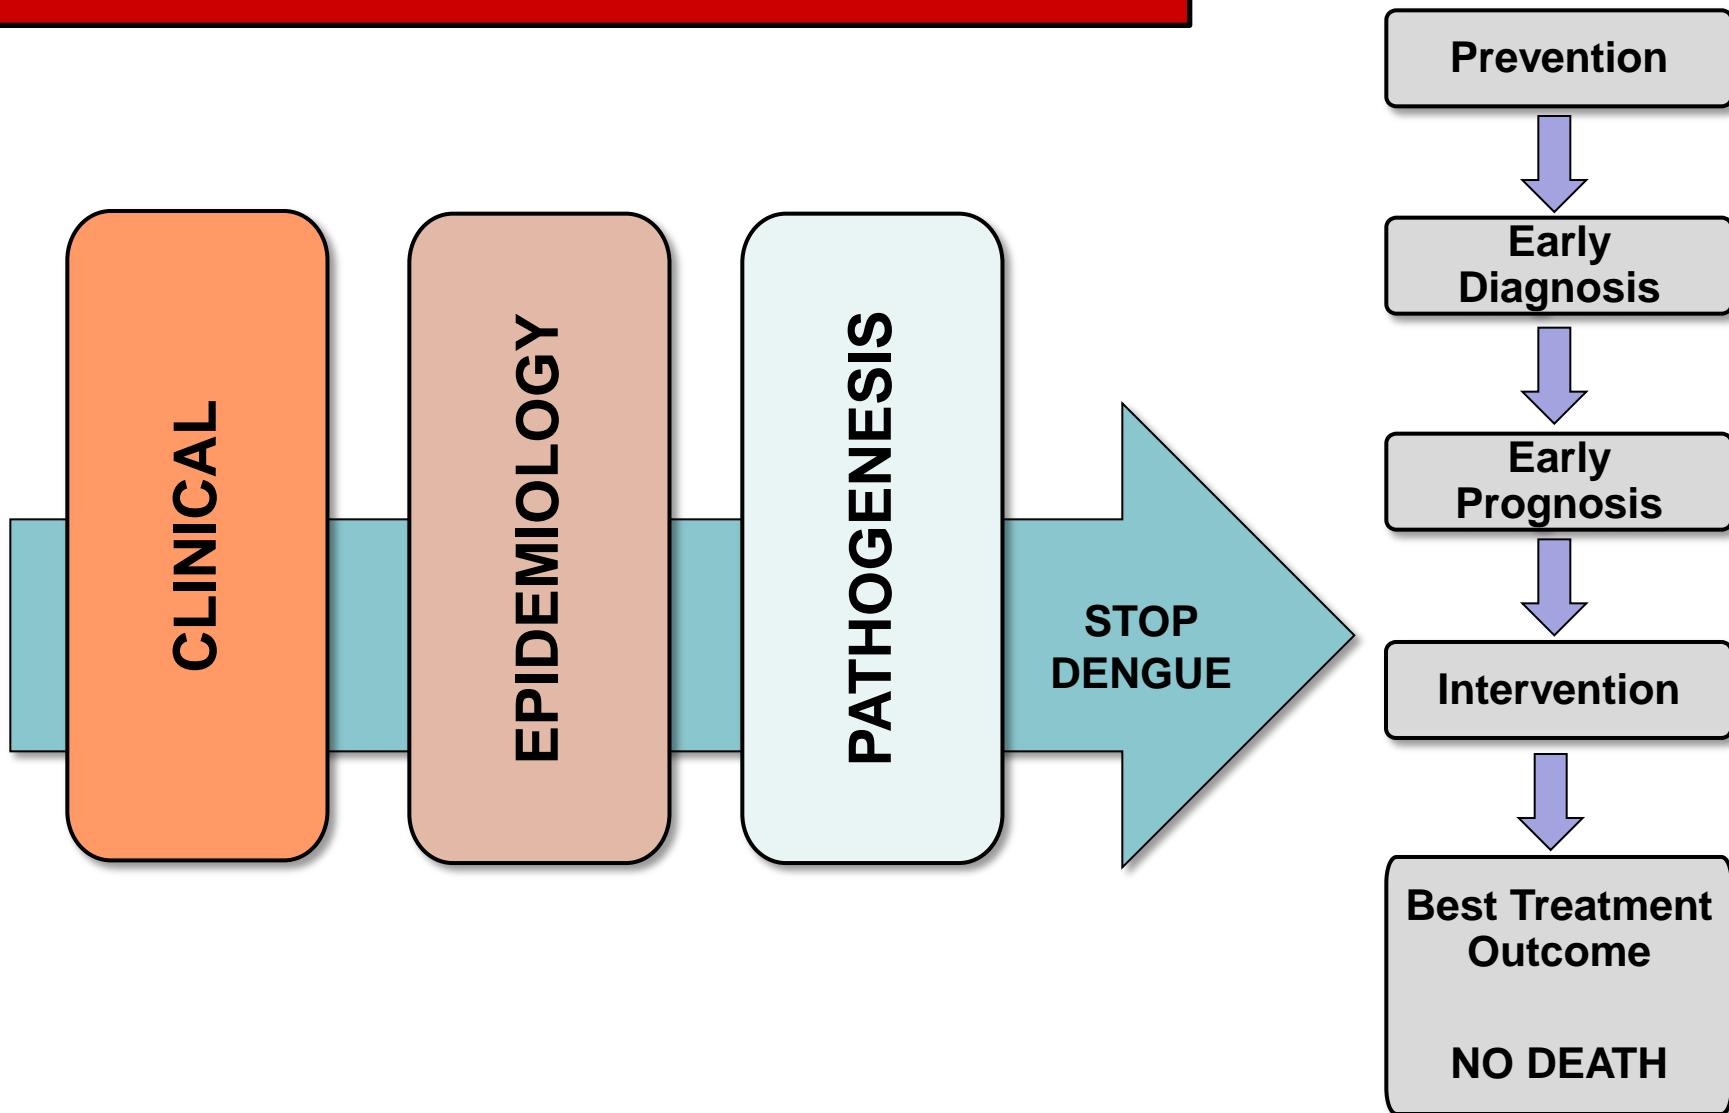 CLINICAL
EPIDEMIOLOGY
PATHOGENESIS
STOP
DENGUE
Prevention
Early
Diagnosis
Early
Prognosis
Intervention
Best Treatment
Outcome
NO DEATH